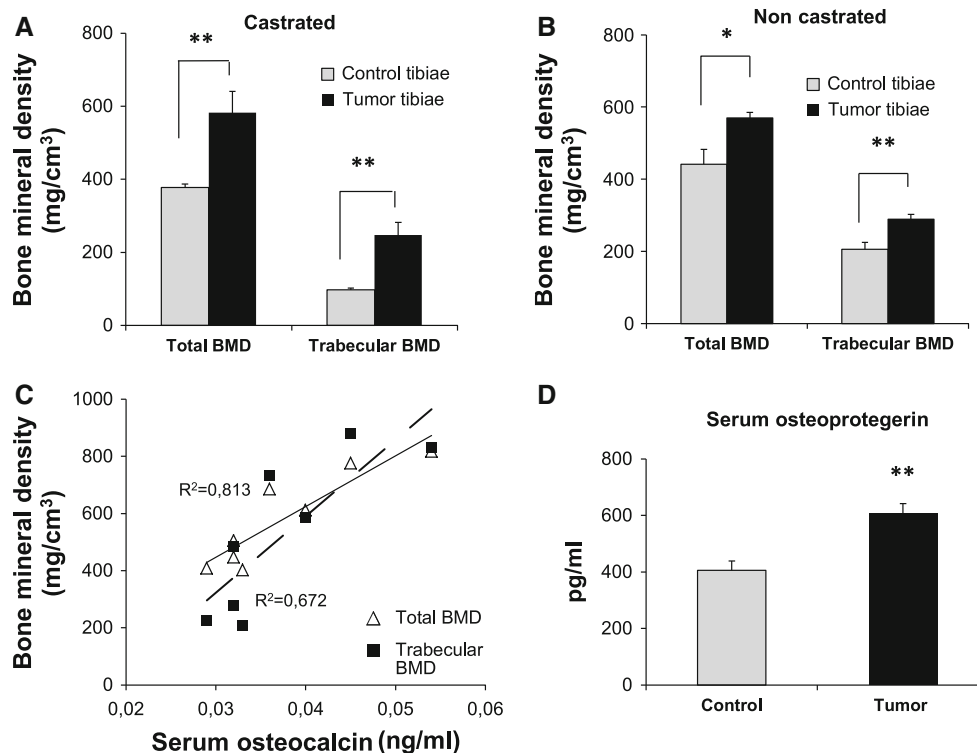 A
Castrated
Bone mineral density
(mg/cm³)
800
600
400
200
0
**
**
Control tibiae
Tumor tibiae
Total BMD
Trabecular BMD
B
Non castrated
Bone mineral density
(mg/cm³)
800
600
400
200
0
*
**
Control tibiae
Tumor tibiae
Total BMD
Trabecular BMD
C
Bone mineral density
(mg/cm³)
1000
800
600
400
200
0
R²=0,813
R²=0,672
Total BMD
Trabecular
BMD
0,02
0,03
0,04
0,05
0,06
Serum osteocalcin (ng/ml)
D
Serum osteoprotegerin
pg/ml
800
600
400
200
0
**
Control
Tumor